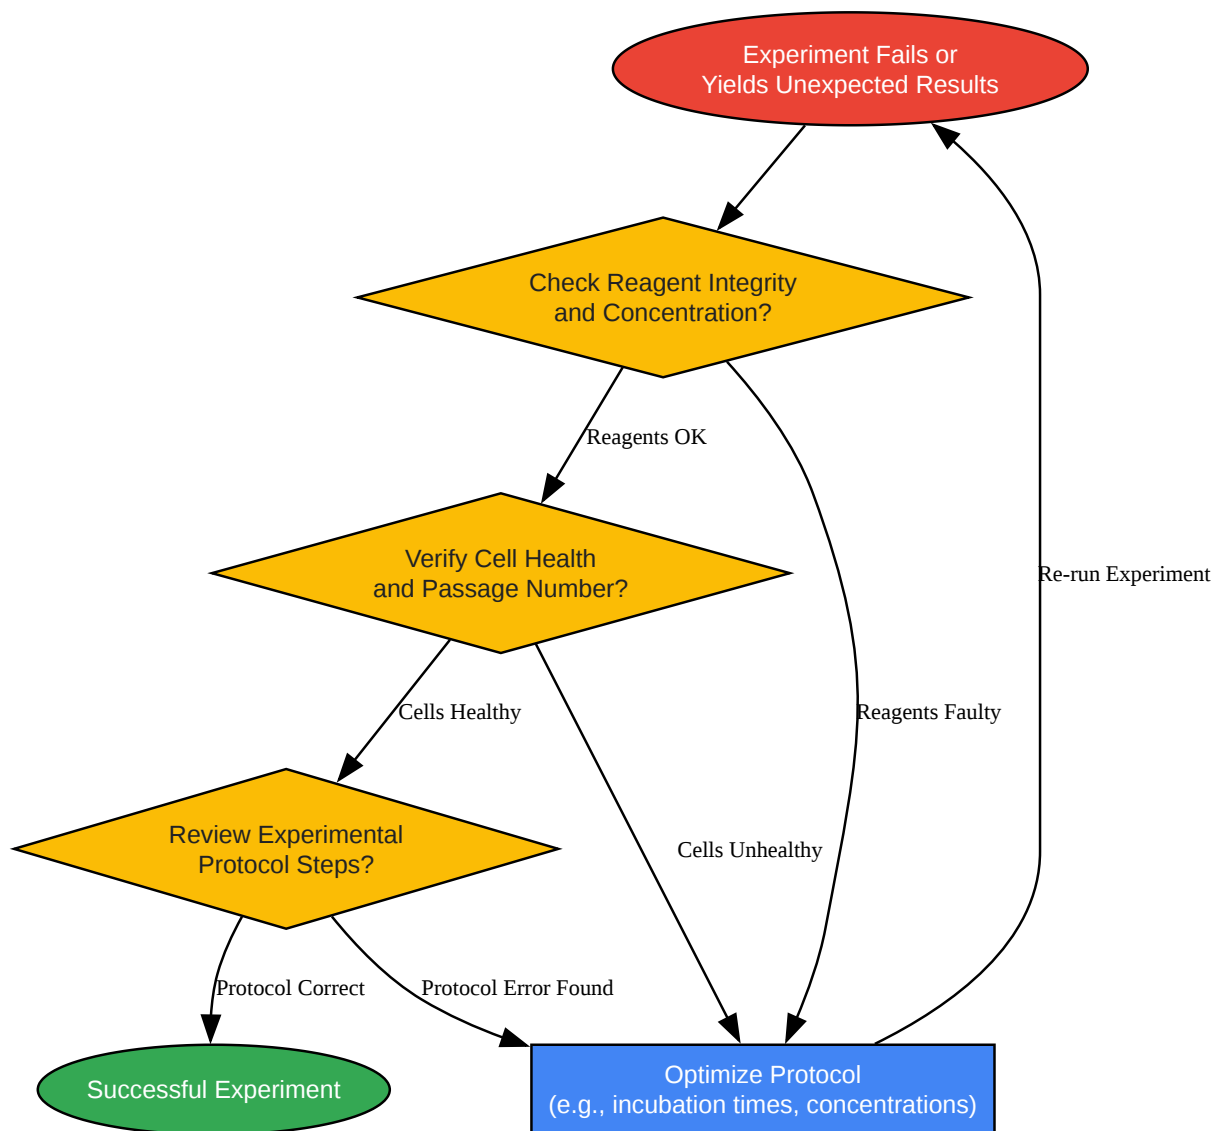 Experiment Fails or
Yields Unexpected Results
Check Reagent Integrity
and Concentration?
Reagents OK
Verify Cell Health
and Passage Number?
Re-run Experiment
Cells Healthy
Reagents Faulty
Review Experimental
Protocol Steps?
Cells Unhealthy
Protocol Correct
Protocol Error Found
Successful Experiment
Optimize Protocol
(e.g., incubation times, concentrations)